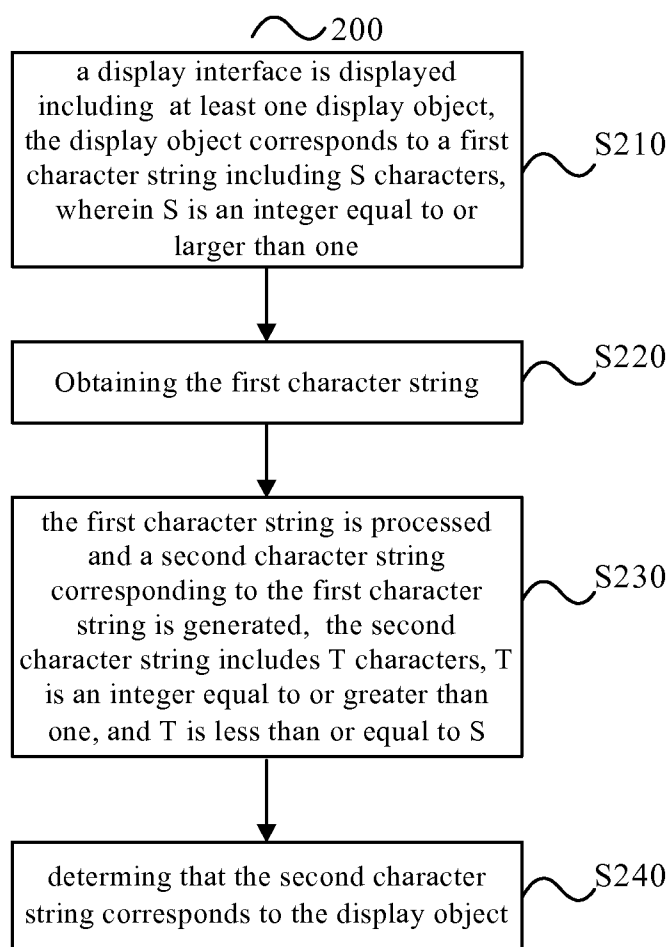 200
a display interface is displayed
including at least one display object,
the display object corresponds to a first
character string including S characters,
wherein S is an integer equal to or
larger than one
S210
Obtaining the first character string
S220
the first character string is processed
and a second character string
corresponding to the first character
string is generated, the second
character string includes T characters, T
is an integer equal to or greater than
one, and T is less than or equal to S
S230
determing that the second character
string corresponds to the display object
S240